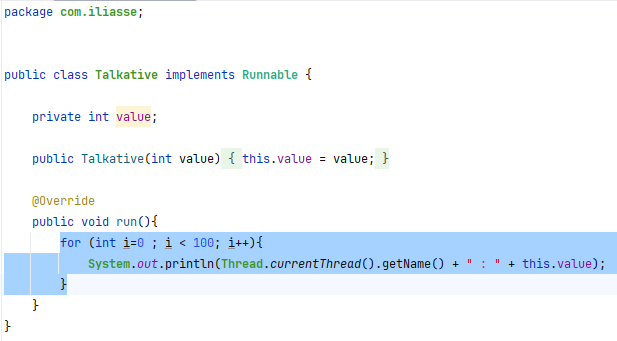 package com.iliasse;
public class Talkative implements Runnable {
private int value;
public Talkative(int value) { this.value = value; }
@Override
public void run(){
for (int i=0 ; i < 100; i++){
System.out.println(Thread.currentThread().getName() + " : " + this.value);
}
}
}